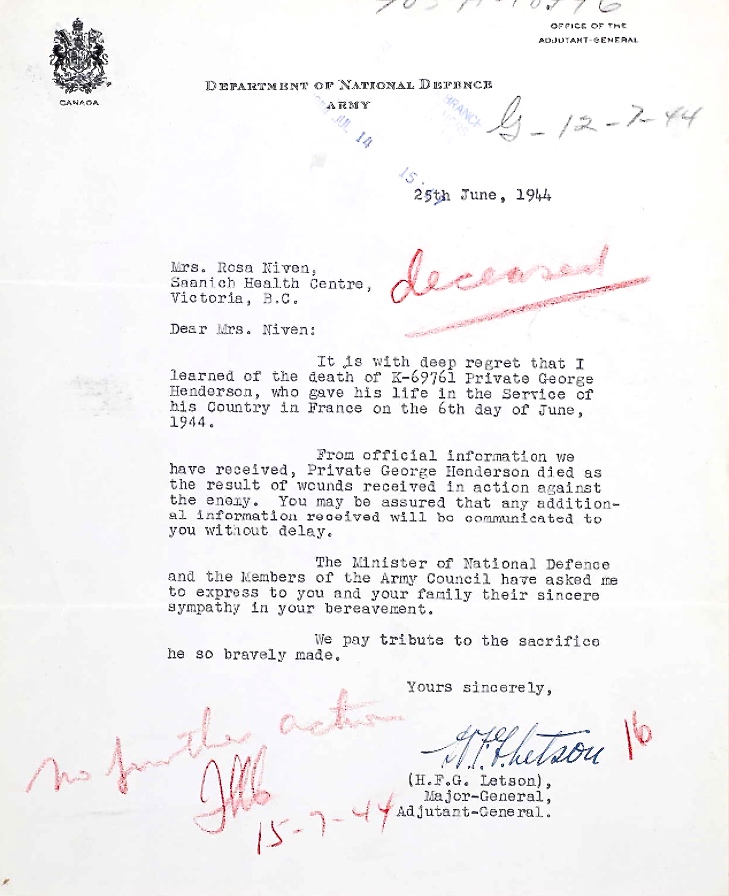 OFFICE OF THE
ADJUTANT-GENERAL
CANADA
DEPARTMENT OF NATIONAL DEFENCE
ARMY
G-12-7-44
JUL 14
15
25th June, 1944
deceased
Mrs. Rosa Niven,
Saanich Health Centre,
Victoria, B.C.
Dear Mrs. Niven:
It is with deep regret that I
learned of the death of K-69761 Private George
Henderson, who gave his life in the Service of
his Country in France on the 6th day of June,
1944.
From official information we
have received, Private George Henderson died as
the result of wounds received in action against
the enemy. You may be assured that any addition-
al information received will be communicated to
you without delay.
The Minister of National Defence
and the Members of the Army Council have asked me
to express to you and your family their sincere
sympathy in your bereavement.
We pay tribute to the sacrifice
he so bravely made.
Yours sincerely,
no further action
H.F.G. Letson
16
(H.F.G. Letson),
Major-General,
Adjutant-General.
15-7-44